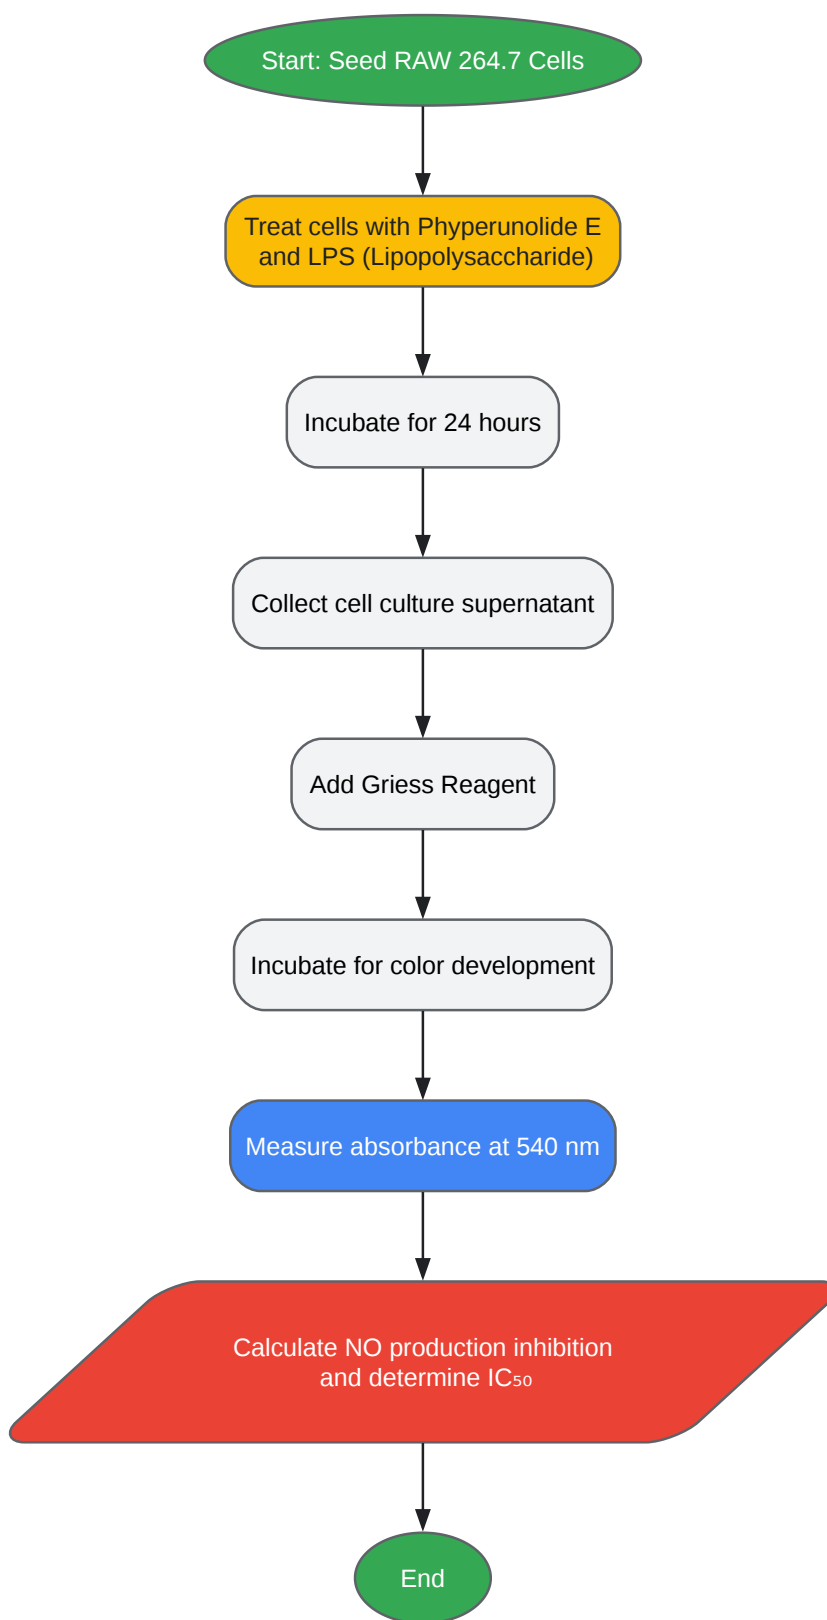 Start: Seed RAW 264.7 Cells
Treat cells with Phyperunolide E
and LPS (Lipopolysaccharide)
Incubate for 24 hours
Collect cell culture supernatant
Add Griess Reagent
Incubate for color development
Measure absorbance at 540 nm
Calculate NO production inhibition
and determine IC₅₀
End